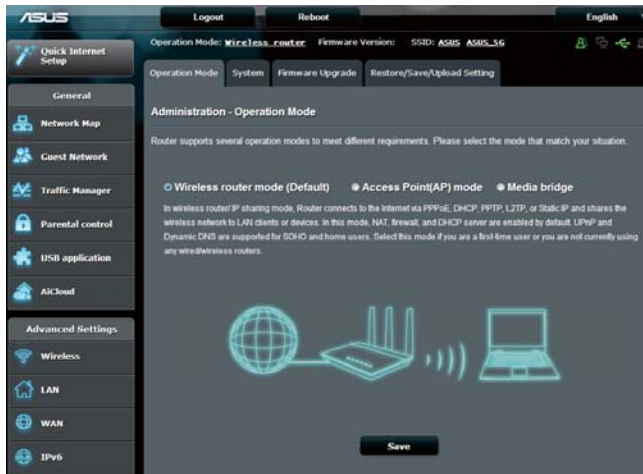 ASUS
Logout
Reboot
English
Quick Internet Setup
Operation Mode: Wireless router Firmware Version: SSID: ASUS ASUS_5G
Operation Mode
System
Firmware Upgrade
Restore/Save/Upload Setting
General
Network Map
Guest Network
Traffic Manager
Parental control
USB application
AiCloud
Advanced Settings
Wireless
LAN
WAN
IPv6
Administration - Operation Mode
Router supports several operation modes to meet different requirements. Please select the mode that match your situation.
Wireless router mode (Default)
Access Point(AP) mode
Media bridge
In wireless router/ IP sharing mode, Router connects to the Internet via PPPoE, DHCP, PPTP, L2TP, or Static IP and shares the
wireless network to LAN clients or devices. In this mode, NAT, firewall, and DHCP server are enabled by default. UPnP and
Dynamic DNS are supported for SOHO and home users. Select this mode if you are a first-time user or you are not currently using
any wired/wireless routers.
Save